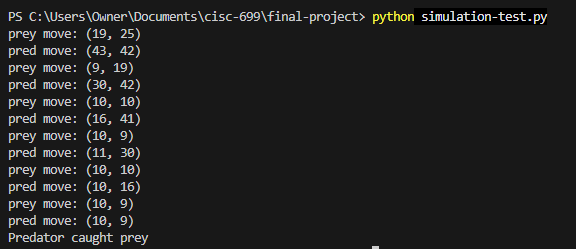 PS C:\Users\Owner\Documents\cisc-699\final-project> python simulation-test.py
prey move: (19, 25)
pred move: (43, 42)
prey move: (9, 19)
pred move: (30, 42)
prey move: (10, 10)
pred move: (16, 41)
prey move: (10, 9)
pred move: (11, 30)
prey move: (10, 10)
pred move: (10, 16)
prey move: (10, 9)
pred move: (10, 9)
Predator caught prey